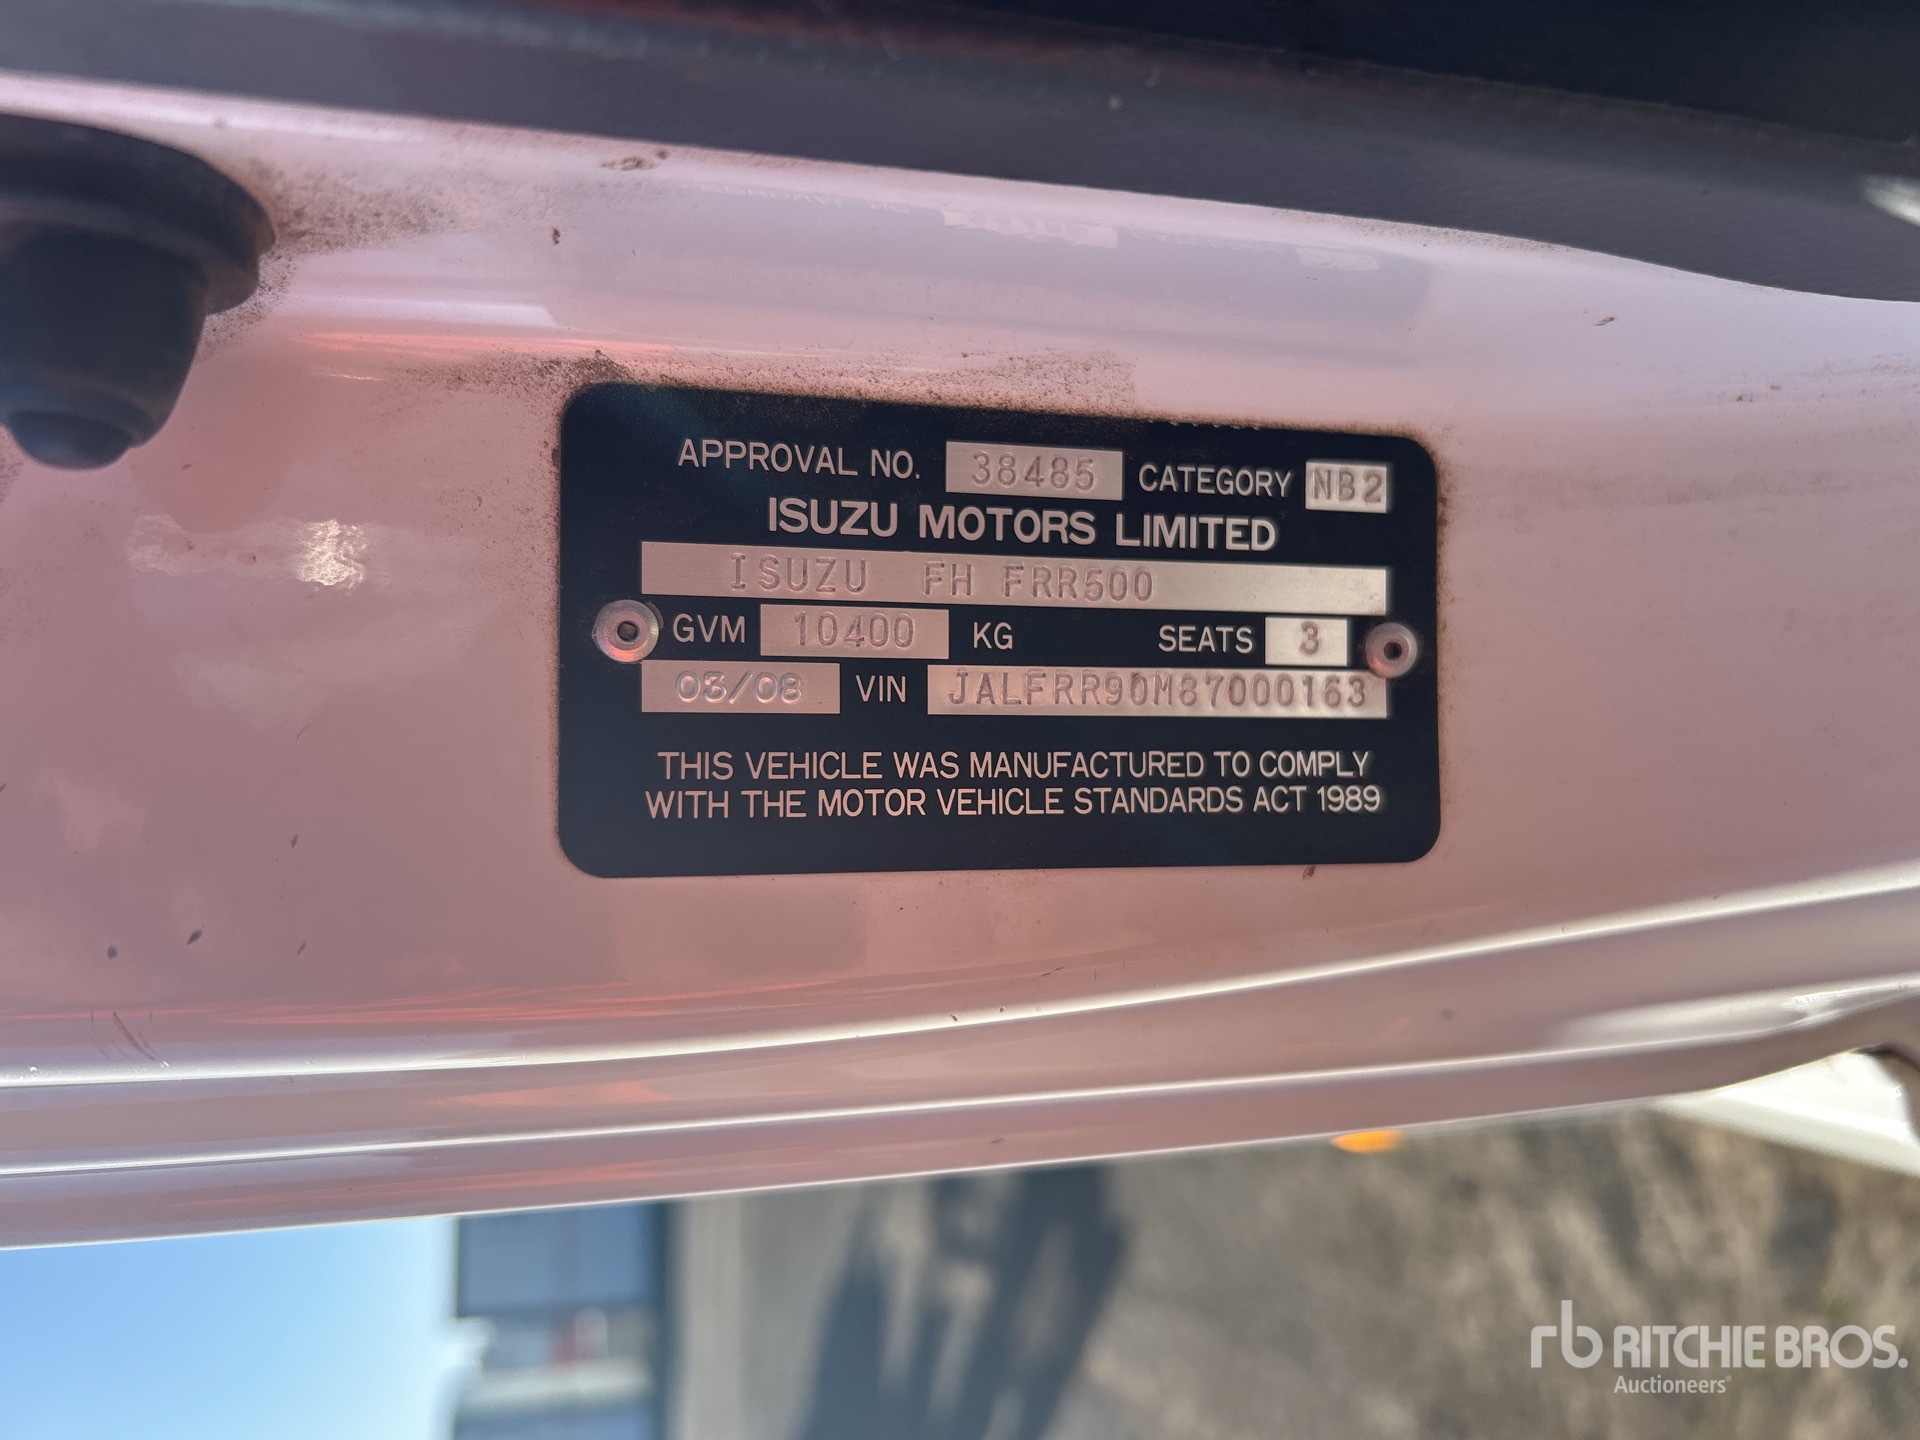 APPROVAL NO. 38485 CATEGORY NB2
ISUZU MOTORS LIMITED
ISUZU FH FRR500
GVM 10400 KG SEATS 3
03/08 VIN JALFRR90M87000163
THIS VEHICLE WAS MANUFACTURED TO COMPLY
WITH THE MOTOR VEHICLE STANDARDS ACT 1989
rb RITCHIE BROS.
Auctioneers